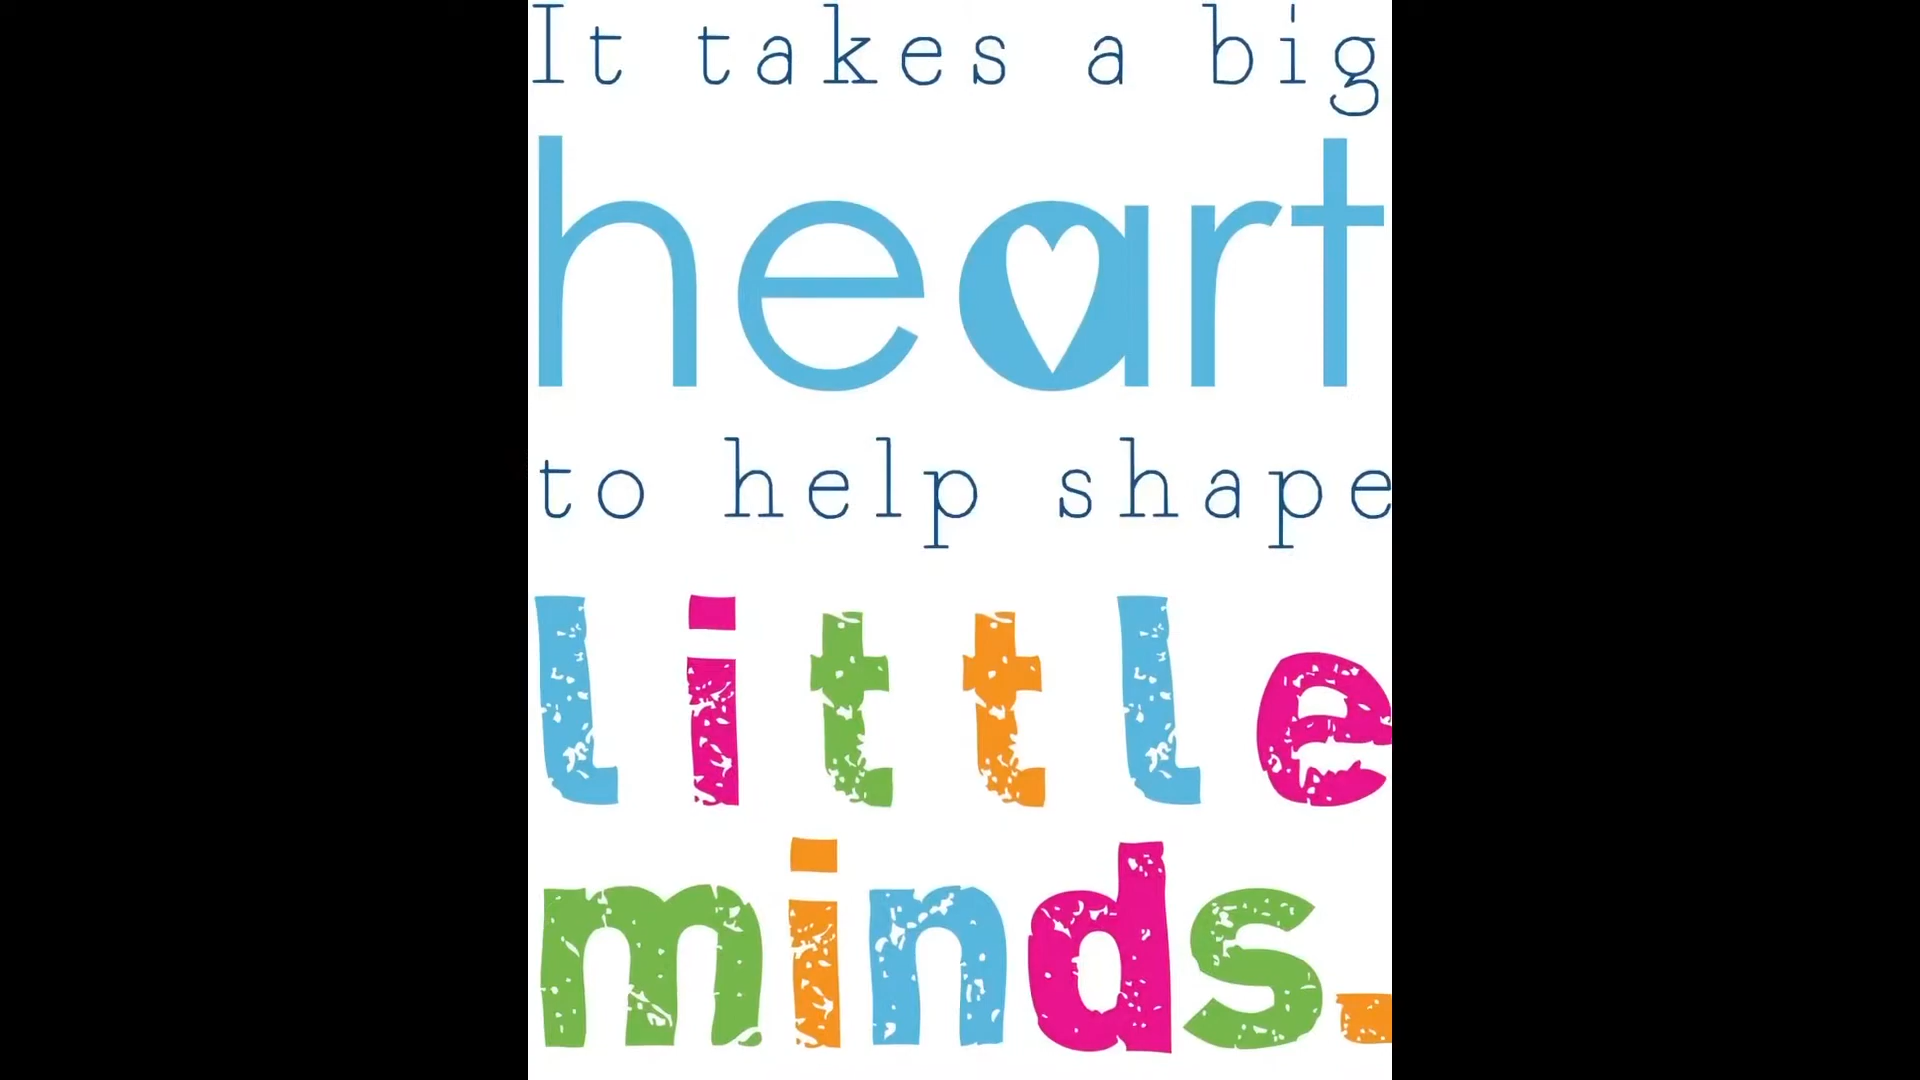 It takes a big
heart
to help shape
little
minds.